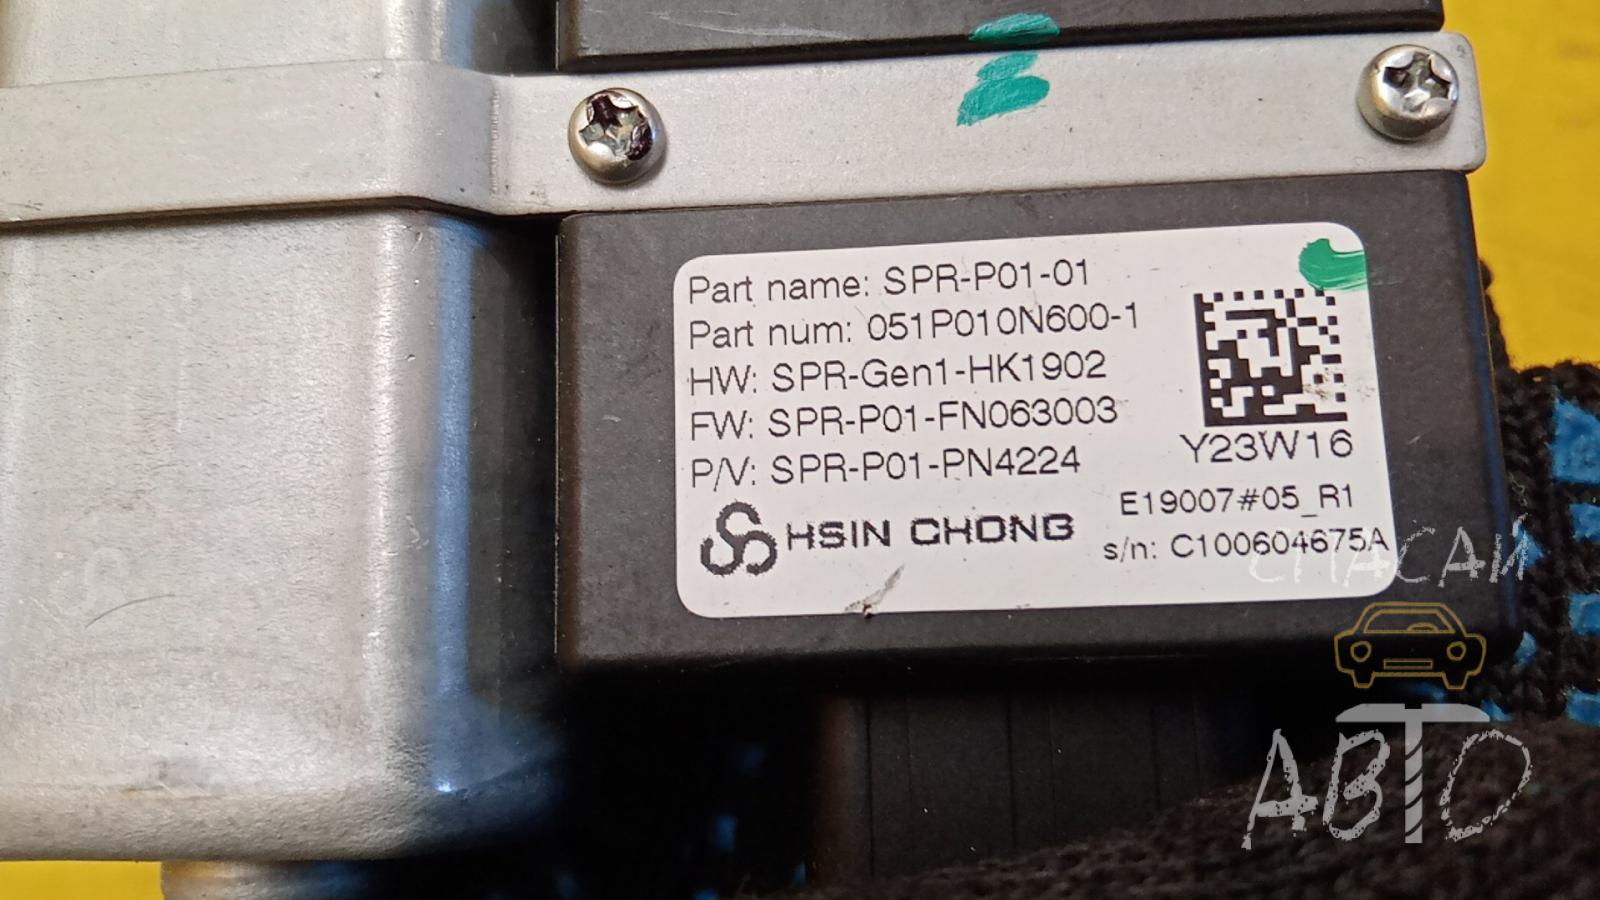 Part name: SPR-P01-01
Part num: 051P010N600-1
HW: SPR-Gen1-HK1902
FW: SPR-P01-FN063003
P/V: SPR-P01-PN4224
Y23W16
HSIN CHONG
E19007#05_R1
s/n: C100604675A
СПАСАЙ
АВТО